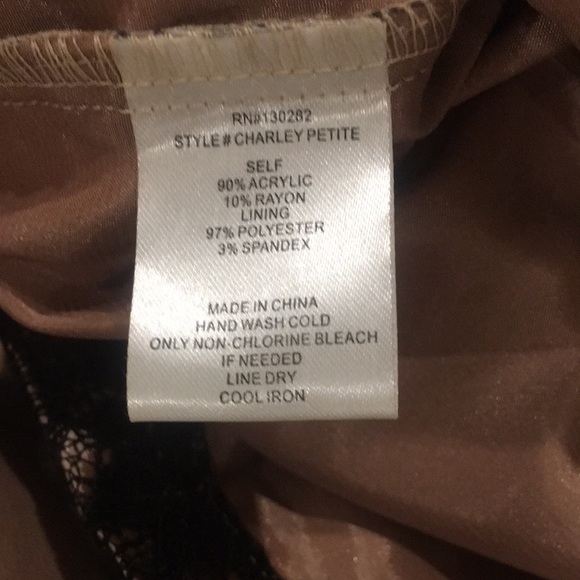 RN#130282
STYLE # CHARLEY PETITE
SELF
90% ACRYLIC
10% RAYON
LINING
97% POLYESTER
3% SPANDEX
MADE IN CHINA
HAND WASH COLD
ONLY NON-CHLORINE BLEACH
IF NEEDED
LINE DRY
COOL IRON